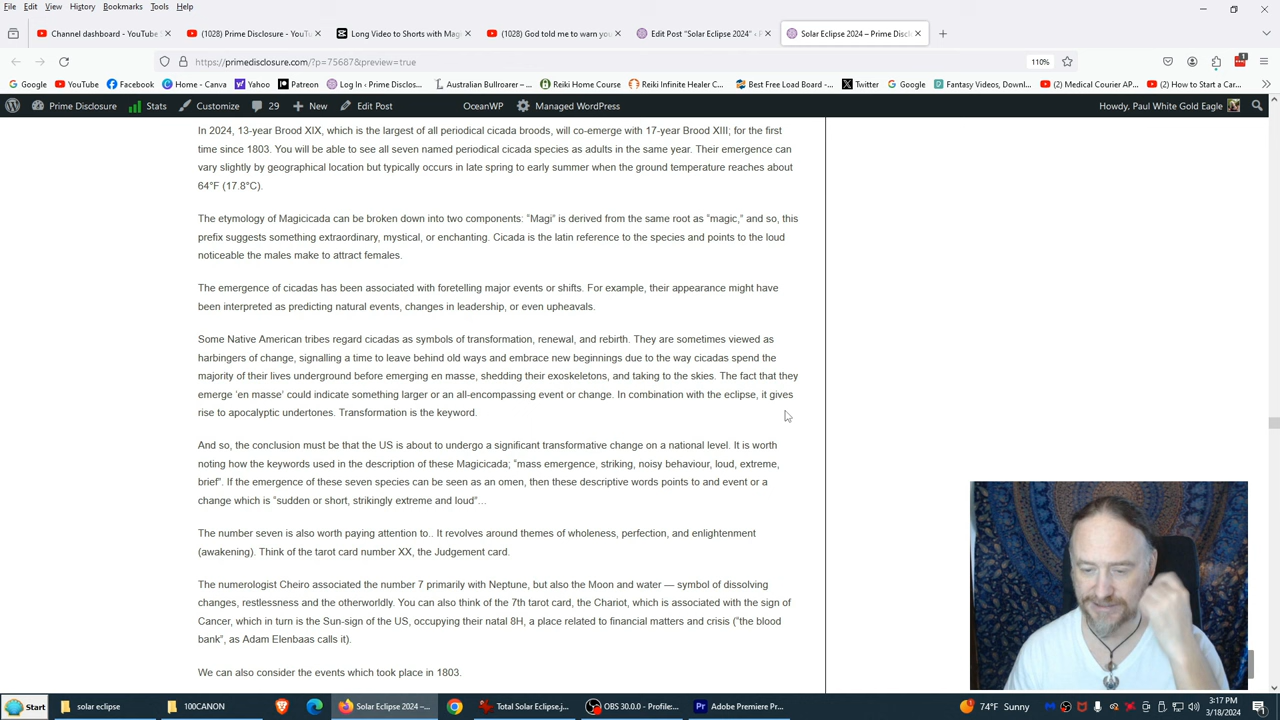 File Edit View History Bookmarks Tools Help
Channel dashboard - YouTube
(1028) Prime Disclosure - YouTu
Long Video to Shorts with Magi
(1028) God told me to warn you
Edit Post "Solar Eclipse 2024"
Solar Eclipse 2024 – Prime Discl
https://primedisclosure.com/?p=75687&preview=true
110%
Google YouTube Facebook Home - Canva Yahoo Patreon Log In ‹ Prime Disclos... Australian Bullroarer –... Reiki Home Course Reiki Infinite Healer C... Best Free Load Board -... Twitter Google Fantasy Videos, Downl... (2) Medical Courier AP... (1) How to Start a Car...
Prime Disclosure Stats Customize 29 New Edit Post OceanWP Managed WordPress Howdy, Paul White Gold Eagle
In 2024, 13-year Brood XIX, which is the largest of all periodical cicada broods, will co-emerge with 17-year Brood XIII; for the first
time since 1803. You will be able to see all seven named periodical cicada species as adults in the same year. Their emergence can
vary slightly by geographical location but typically occurs in late spring to early summer when the ground temperature reaches about
64°F (17.8°C).
The etymology of Magicicada can be broken down into two components: "Magi" is derived from the same root as "magic," and so, this
prefix suggests something extraordinary, mystical, or enchanting. Cicada is the latin reference to the species and points to the loud
noticeable the males make to attract females.
The emergence of cicadas has been associated with foretelling major events or shifts. For example, their appearance might have
been interpreted as predicting natural events, changes in leadership, or even upheavals.
Some Native American tribes regard cicadas as symbols of transformation, renewal, and rebirth. They are sometimes viewed as
harbingers of change, signalling a time to leave behind old ways and embrace new beginnings due to the way cicadas spend the
majority of their lives underground before emerging en masse, shedding their exoskeletons, and taking to the skies. The fact that they
emerge 'en masse' could indicate something larger or an all-encompassing event or change. In combination with the eclipse, it gives
rise to apocalyptic undertones. Transformation is the keyword.
And so, the conclusion must be that the US is about to undergo a significant transformative change on a national level. It is worth
noting how the keywords used in the description of these Magicicada; "mass emergence, striking, noisy behaviour, loud, extreme,
brief". If the emergence of these seven species can be seen as an omen, then these descriptive words points to and event or a
change which is "sudden or short, strikingly extreme and loud"...
The number seven is also worth paying attention to.. It revolves around themes of wholeness, perfection, and enlightenment
(awakening). Think of the tarot card number XX, the Judgement card.
The numerologist Cheiro associated the number 7 primarily with Neptune, but also the Moon and water — symbol of dissolving
changes, restlessness and the otherworldly. You can also think of the 7th tarot card, the Chariot, which is associated with the sign of
Cancer, which in turn is the Sun-sign of the US, occupying their natal 8H, a place related to financial matters and crisis ("the blood
bank", as Adam Elenbaas calls it).
We can also consider the events which took place in 1803.
Start solar eclipse 100CANON Solar Eclipse 2024 –... Total Solar Eclipse.j... OBS 30.0.0 - Profile:... Adobe Premiere Pro... 74°F Sunny
3:17 PM
3/18/2024